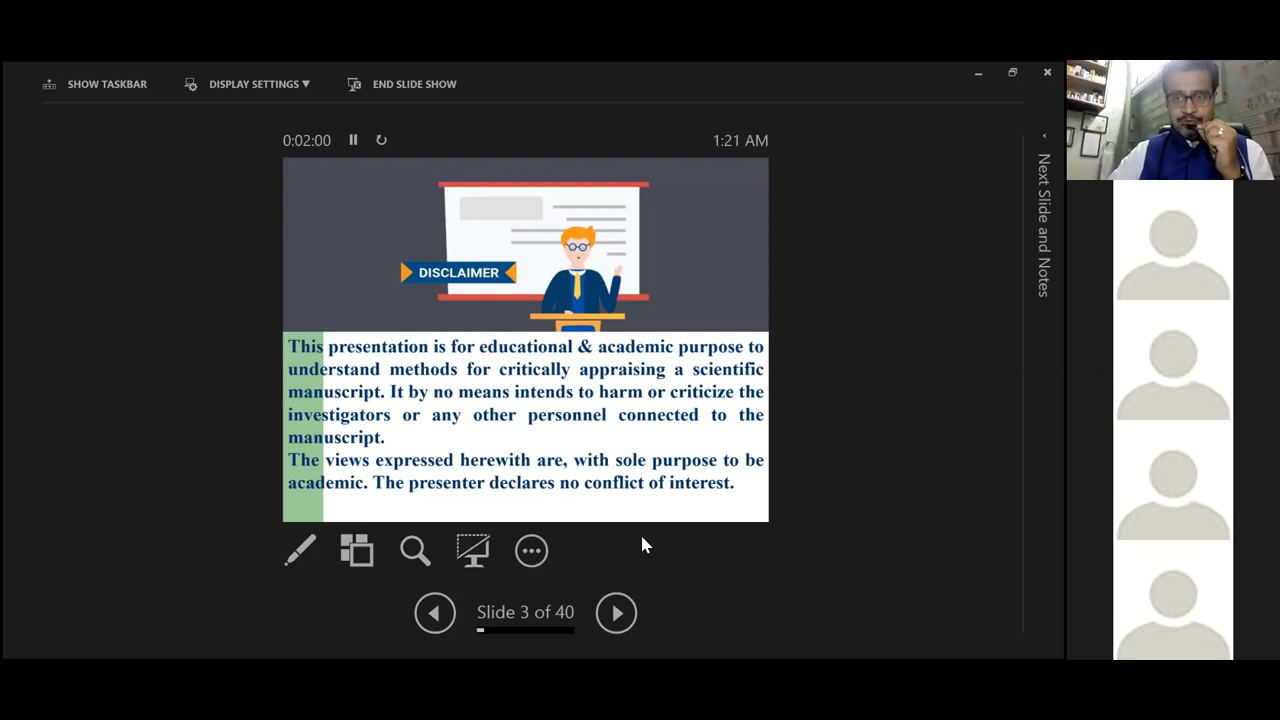 SHOW TASKBAR DISPLAY SETTINGS ▼ END SLIDE SHOW
0:02:00 1:21 AM
DISCLAIMER
This presentation is for educational & academic purpose to
understand methods for critically appraising a scientific
manuscript. It by no means intends to harm or criticize the
investigators or any other personnel connected to the
manuscript.
The views expressed herewith are, with sole purpose to be
academic. The presenter declares no conflict of interest.
Slide 3 of 40
Next Slide and Notes